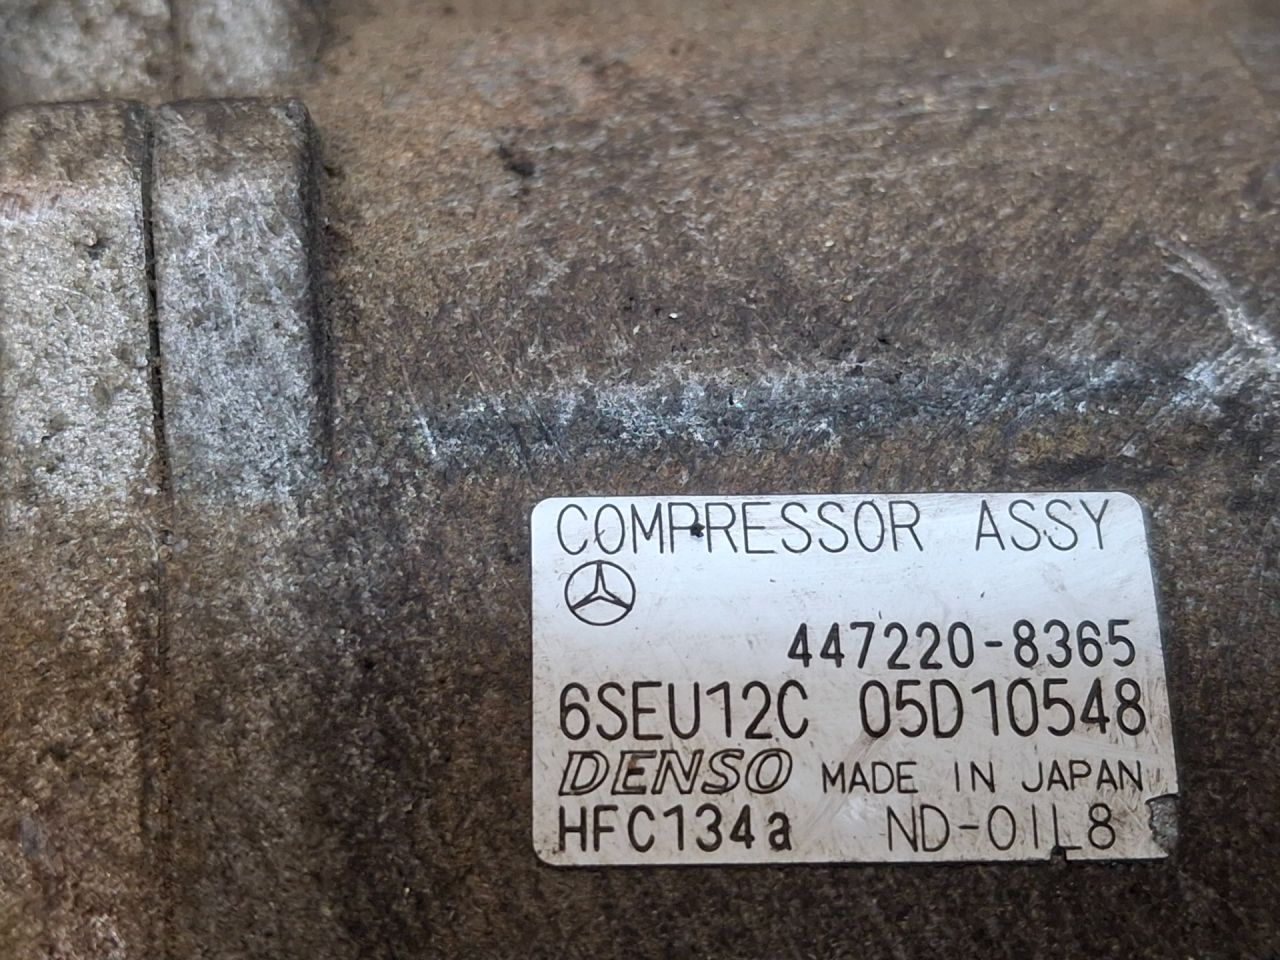 COMPRESSOR ASSY
447220-8365
6SEU12C 05D10548
DENSO MADE IN JAPAN
HFC134a ND-OIL8